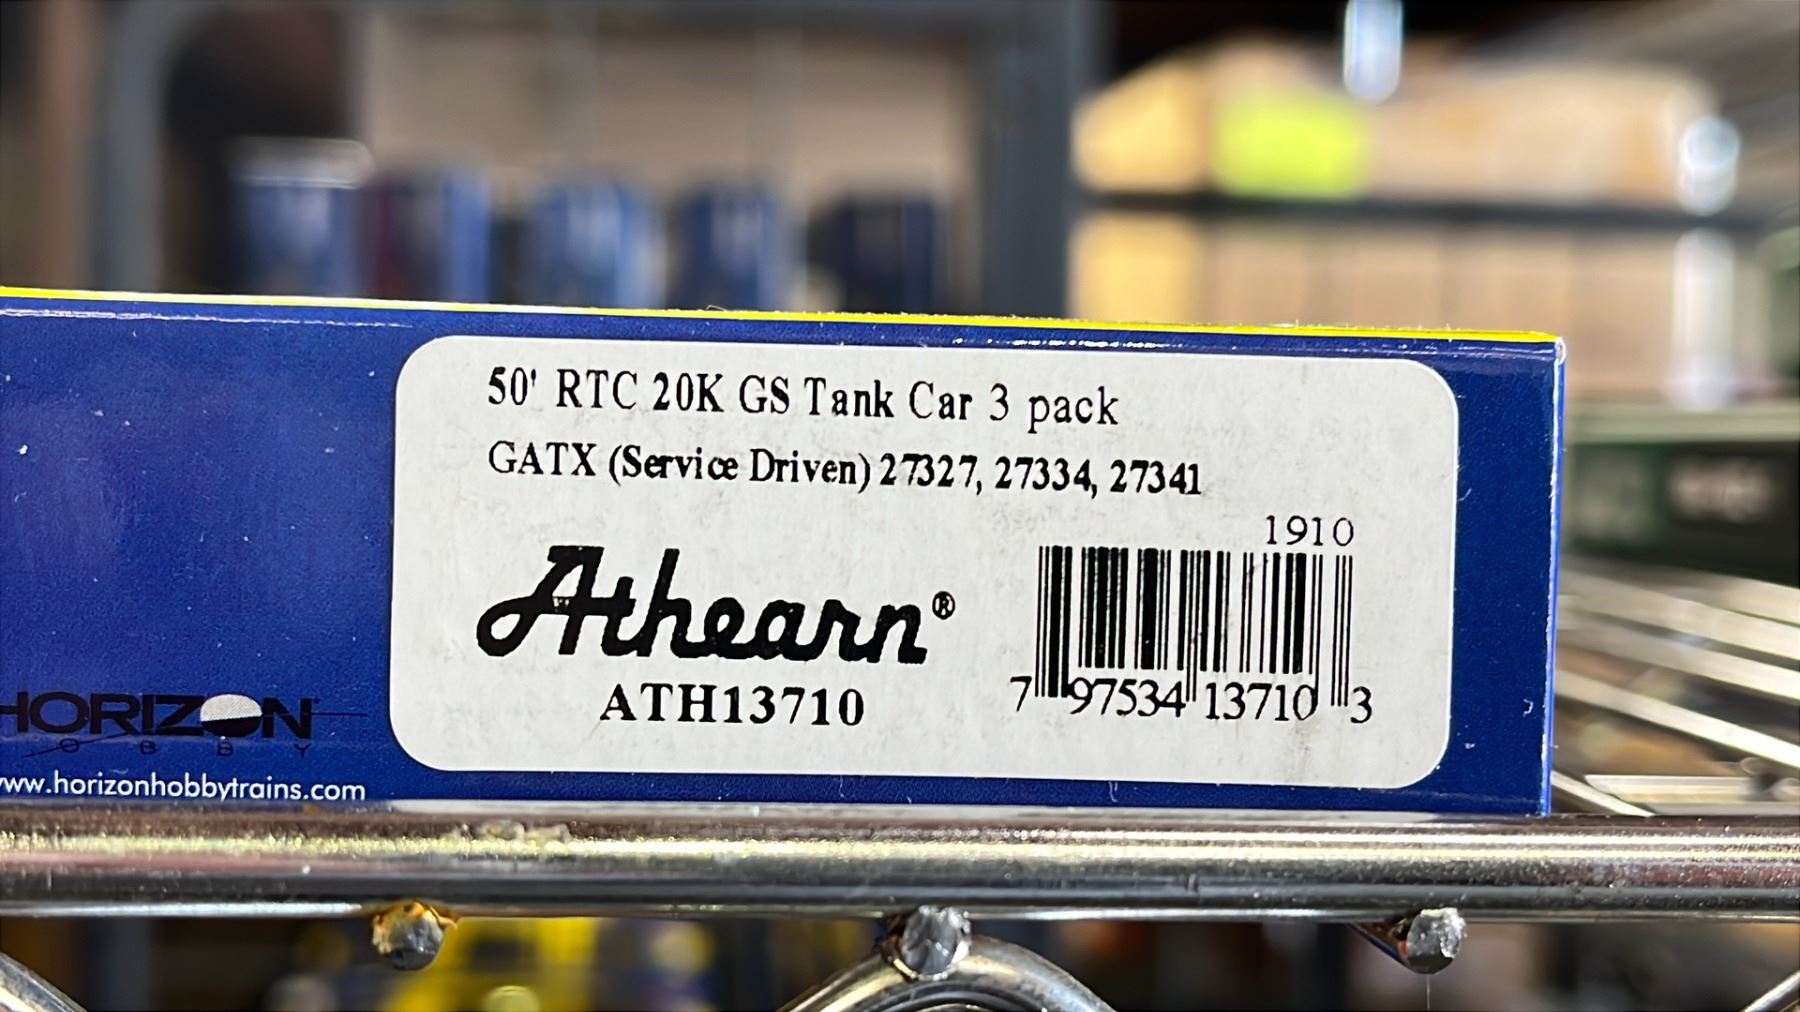 50' RTC 20K GS Tank Car 3 pack
GATX (Service Driven) 27327, 27334, 27341
1910
Athearn®
ATH13710
7 97534 13710 3
HORIZON
HOBBY
www.horizonhobbytrains.com